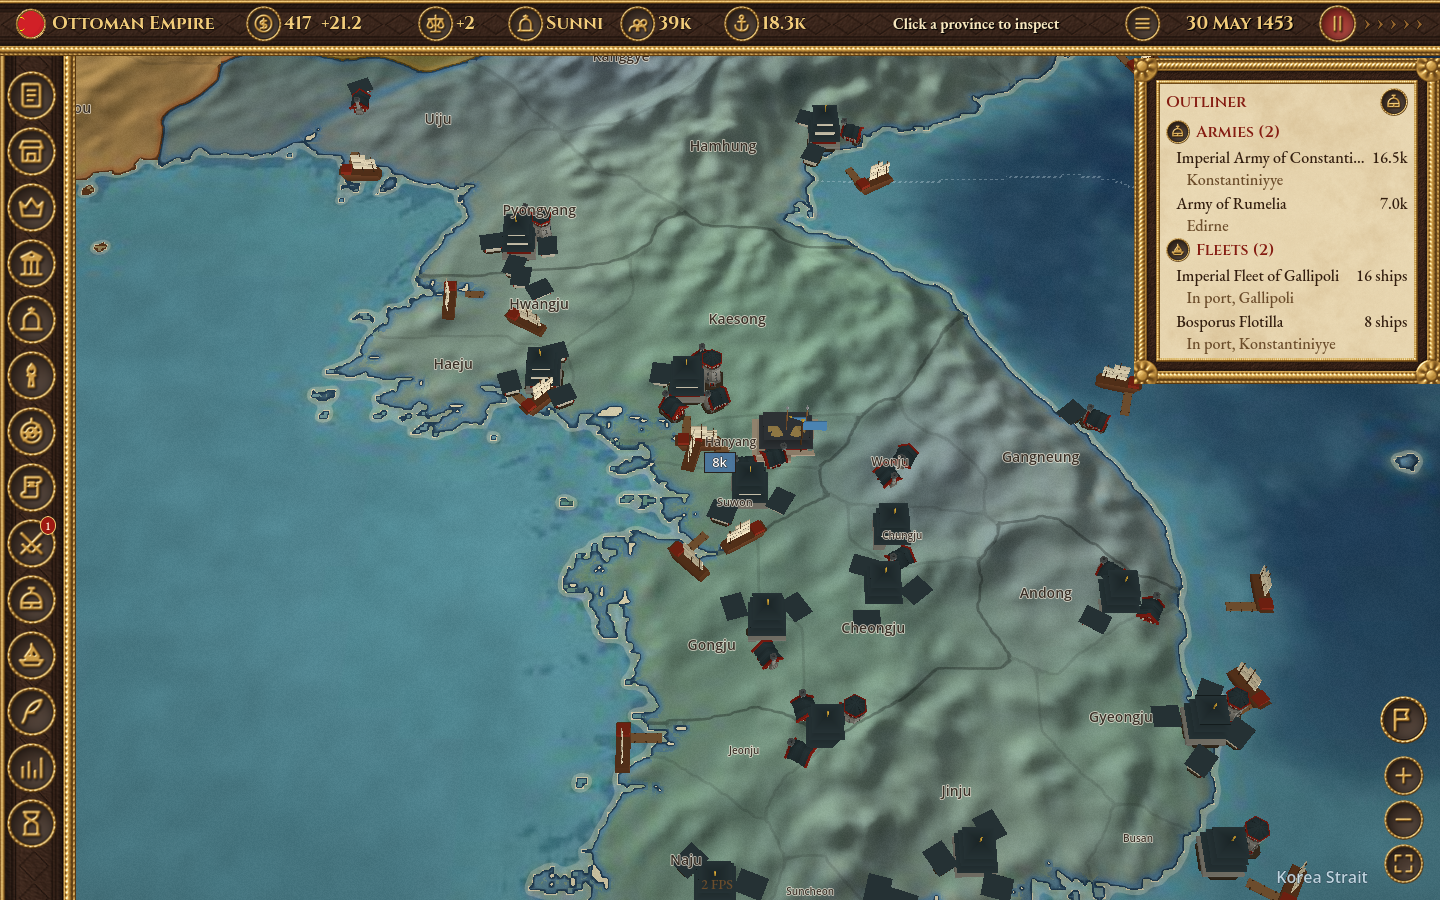 OTTOMAN EMPIRE
417 +21.2
+2
SUNNI
39K
18.3K
Click a province to inspect
30 MAY 1453
Kanggye
Uiju
Hamhung
Pyongyang
Hwangju
Kaesong
Haeju
Hanyang
8k
Wonju
Gangneung
Suwon
Chungju
Andong
Cheongju
Gongju
Gyeongju
Jeonju
Jinju
Busan
Naju
2 FPS
Suncheon
Korea Strait
OUTLINER
ARMIES (2)
Imperial Army of Constanti... 16.5k
Konstantiniyye
Army of Rumelia 7.0k
Edirne
FLEETS (2)
Imperial Fleet of Gallipoli 16 ships
In port, Gallipoli
Bosporus Flotilla 8 ships
In port, Konstantiniyye
1